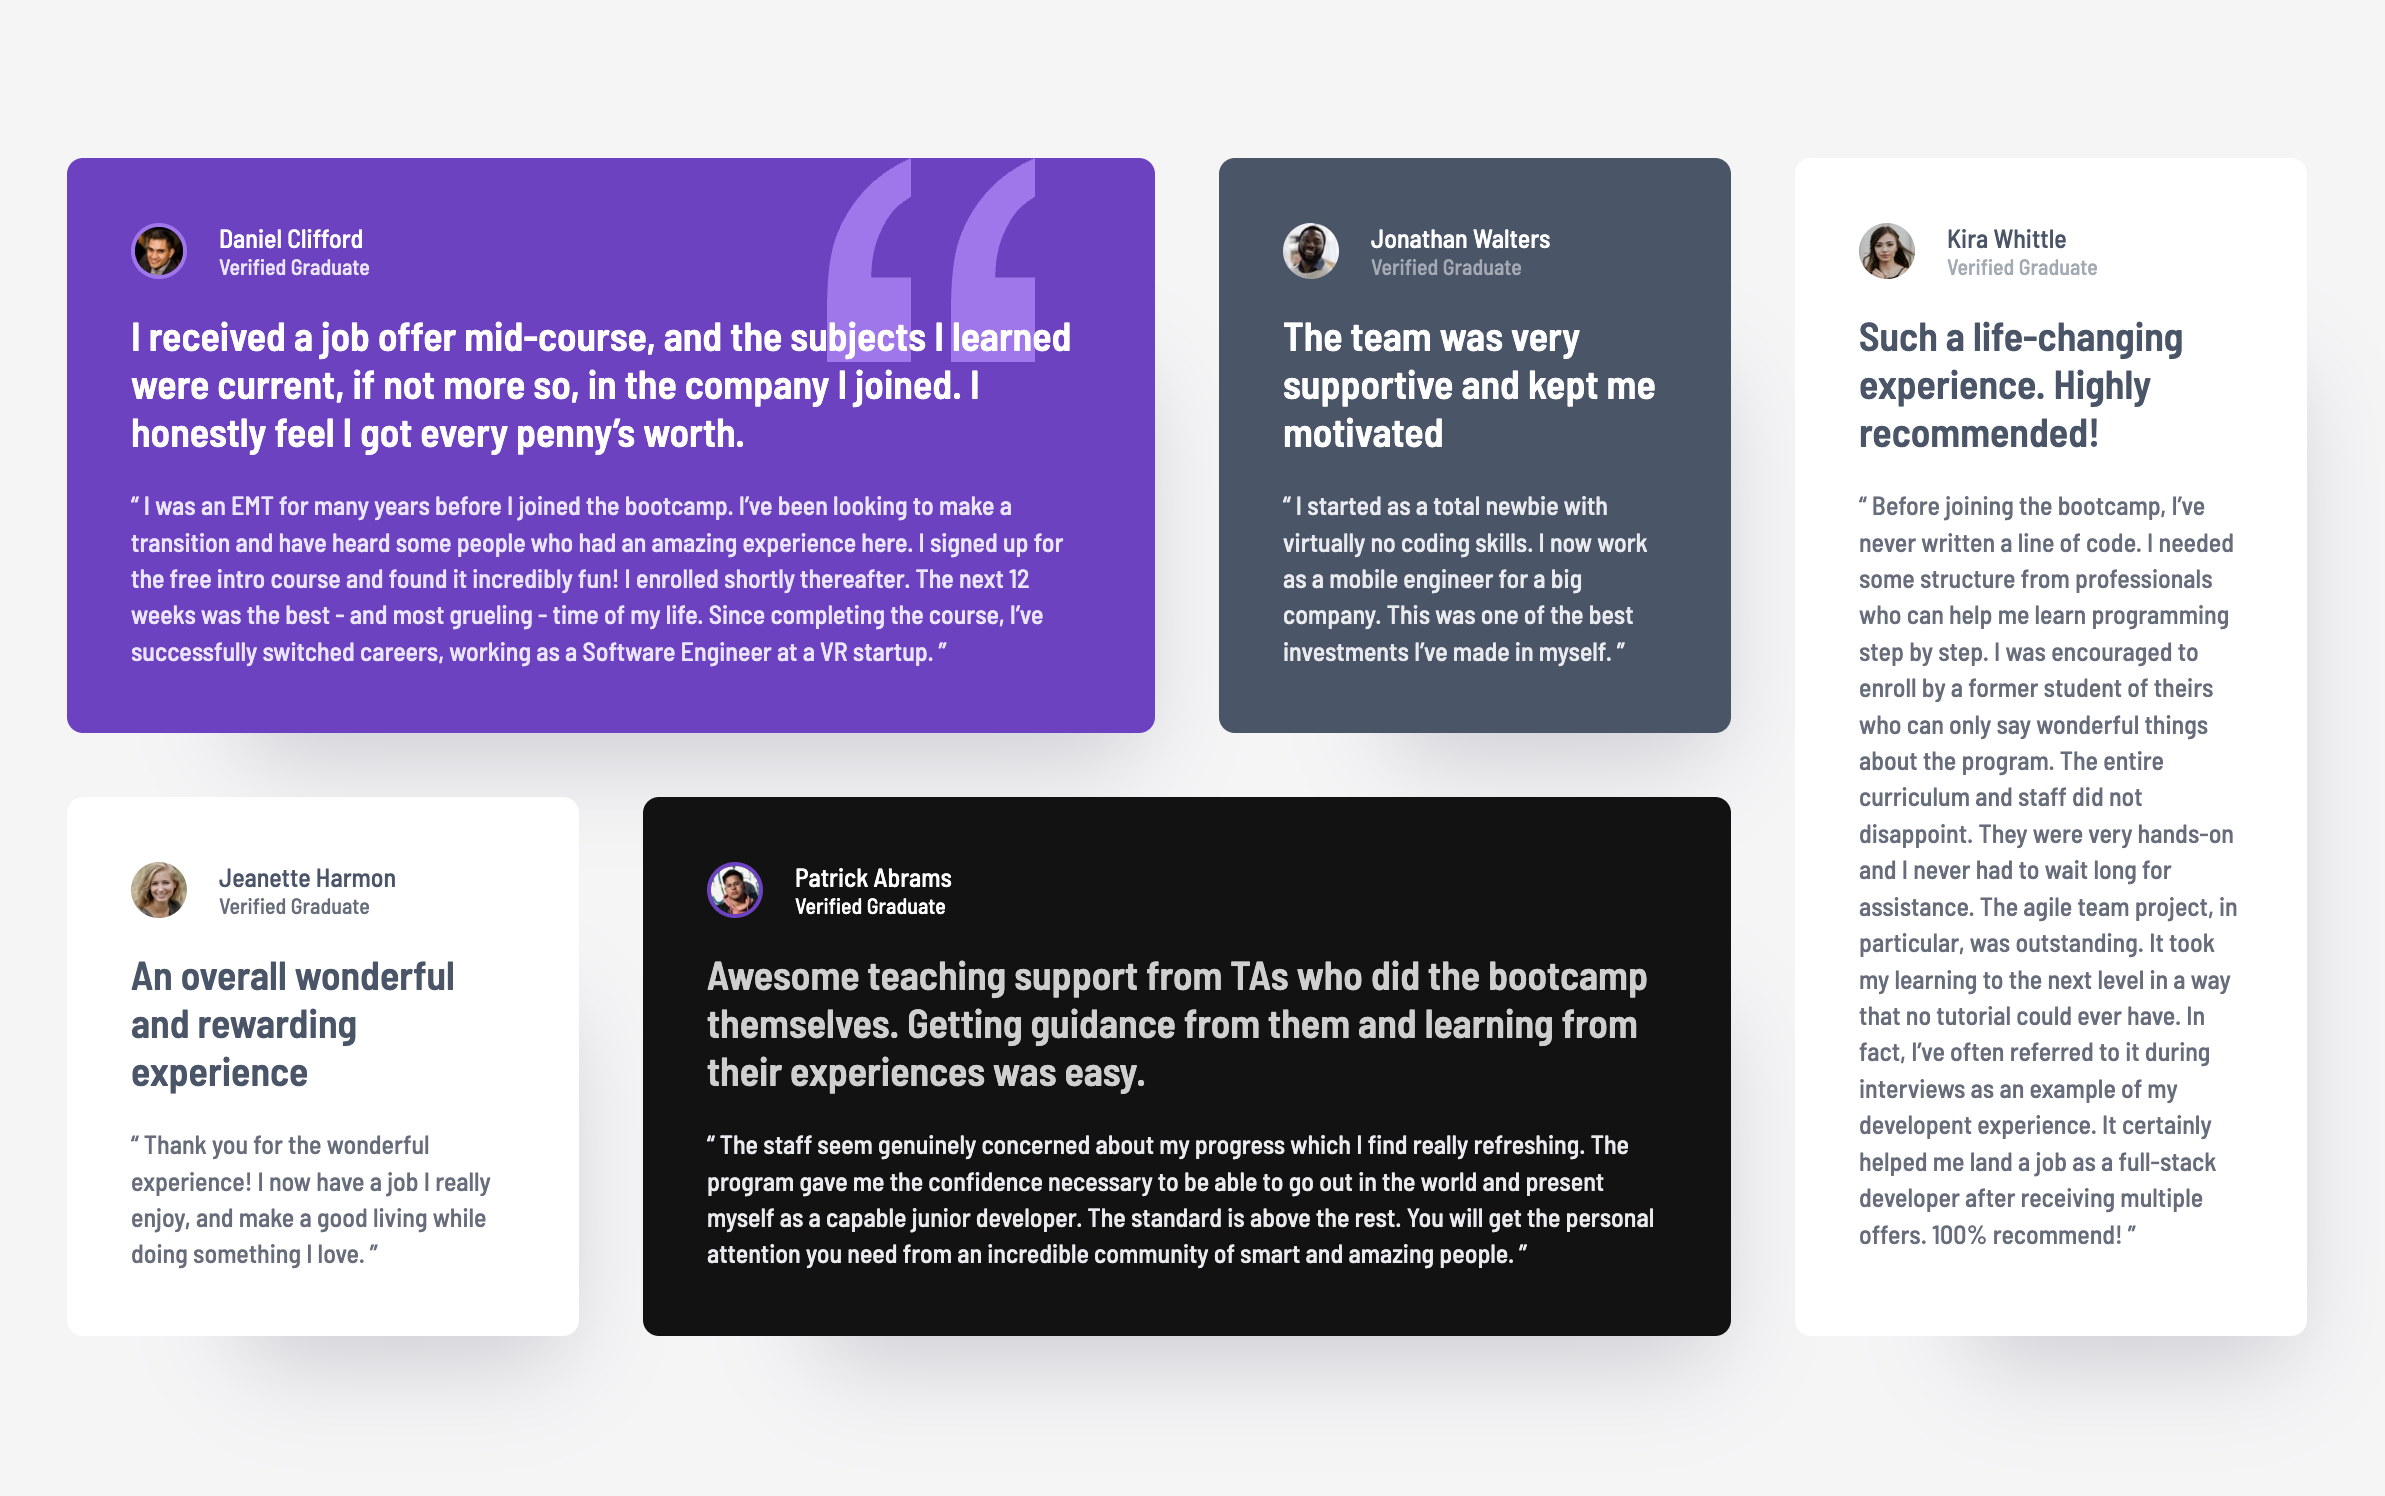 Daniel Clifford
Verified Graduate
I received a job offer mid-course, and the subjects I learned
were current, if not more so, in the company I joined. I
honestly feel I got every penny’s worth.
“ I was an EMT for many years before I joined the bootcamp. I’ve been looking to make a
transition and have heard some people who had an amazing experience here. I signed up for
the free intro course and found it incredibly fun! I enrolled shortly thereafter. The next 12
weeks was the best - and most grueling - time of my life. Since completing the course, I’ve
successfully switched careers, working as a Software Engineer at a VR startup. ”
Jonathan Walters
Verified Graduate
The team was very
supportive and kept me
motivated
“ I started as a total newbie with
virtually no coding skills. I now work
as a mobile engineer for a big
company. This was one of the best
investments I’ve made in myself. ”
Kira Whittle
Verified Graduate
Such a life-changing
experience. Highly
recommended!
“ Before joining the bootcamp, I’ve
never written a line of code. I needed
some structure from professionals
who can help me learn programming
step by step. I was encouraged to
enroll by a former student of theirs
who can only say wonderful things
about the program. The entire
curriculum and staff did not
disappoint. They were very hands-on
and I never had to wait long for
assistance. The agile team project, in
particular, was outstanding. It took
my learning to the next level in a way
that no tutorial could ever have. In
fact, I’ve often referred to it during
interviews as an example of my
developent experience. It certainly
helped me land a job as a full-stack
developer after receiving multiple
offers. 100% recommend! ”
Jeanette Harmon
Verified Graduate
An overall wonderful
and rewarding
experience
“ Thank you for the wonderful
experience! I now have a job I really
enjoy, and make a good living while
doing something I love. ”
Patrick Abrams
Verified Graduate
Awesome teaching support from TAs who did the bootcamp
themselves. Getting guidance from them and learning from
their experiences was easy.
“ The staff seem genuinely concerned about my progress which I find really refreshing. The
program gave me the confidence necessary to be able to go out in the world and present
myself as a capable junior developer. The standard is above the rest. You will get the personal
attention you need from an incredible community of smart and amazing people. ”